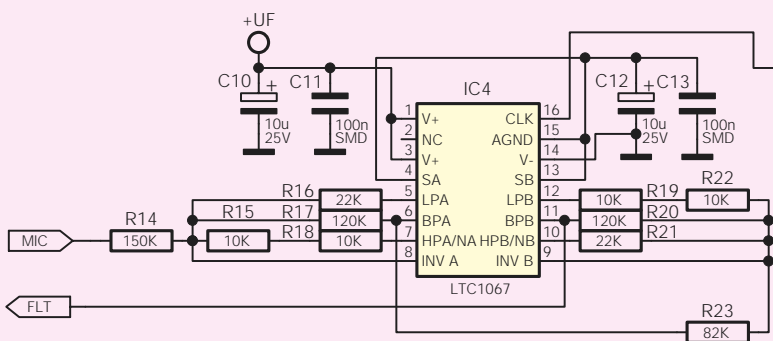 +UF
C10 + C11
10u
25V
100n
SMD
IC4
C12 + C13
10u
25V
100n
SMD
1 V+ CLK 16
2 NC AGND 15
3 V+ V- 14
4 SA SB 13
5 LPA LPB 12
6 BPA BPB 11
7 HPA/NA HPB/NB 10
8 INV A INV B 9
LTC1067
R16 22K
R14 R15 R17 120K
MIC 150K 10K R18 10K
10K R19 R22 10K
120K R20
22K R21
FLT
R23
82K